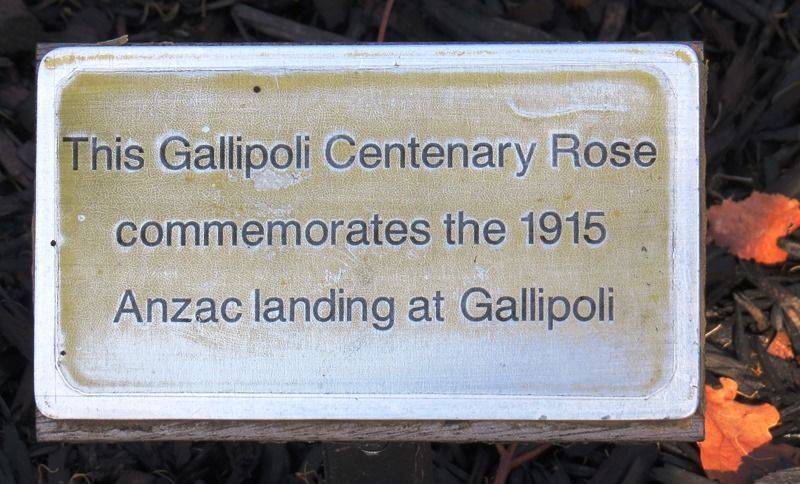 This Gallipoli Centenary Rose
commemorates the 1915
Anzac landing at Gallipoli